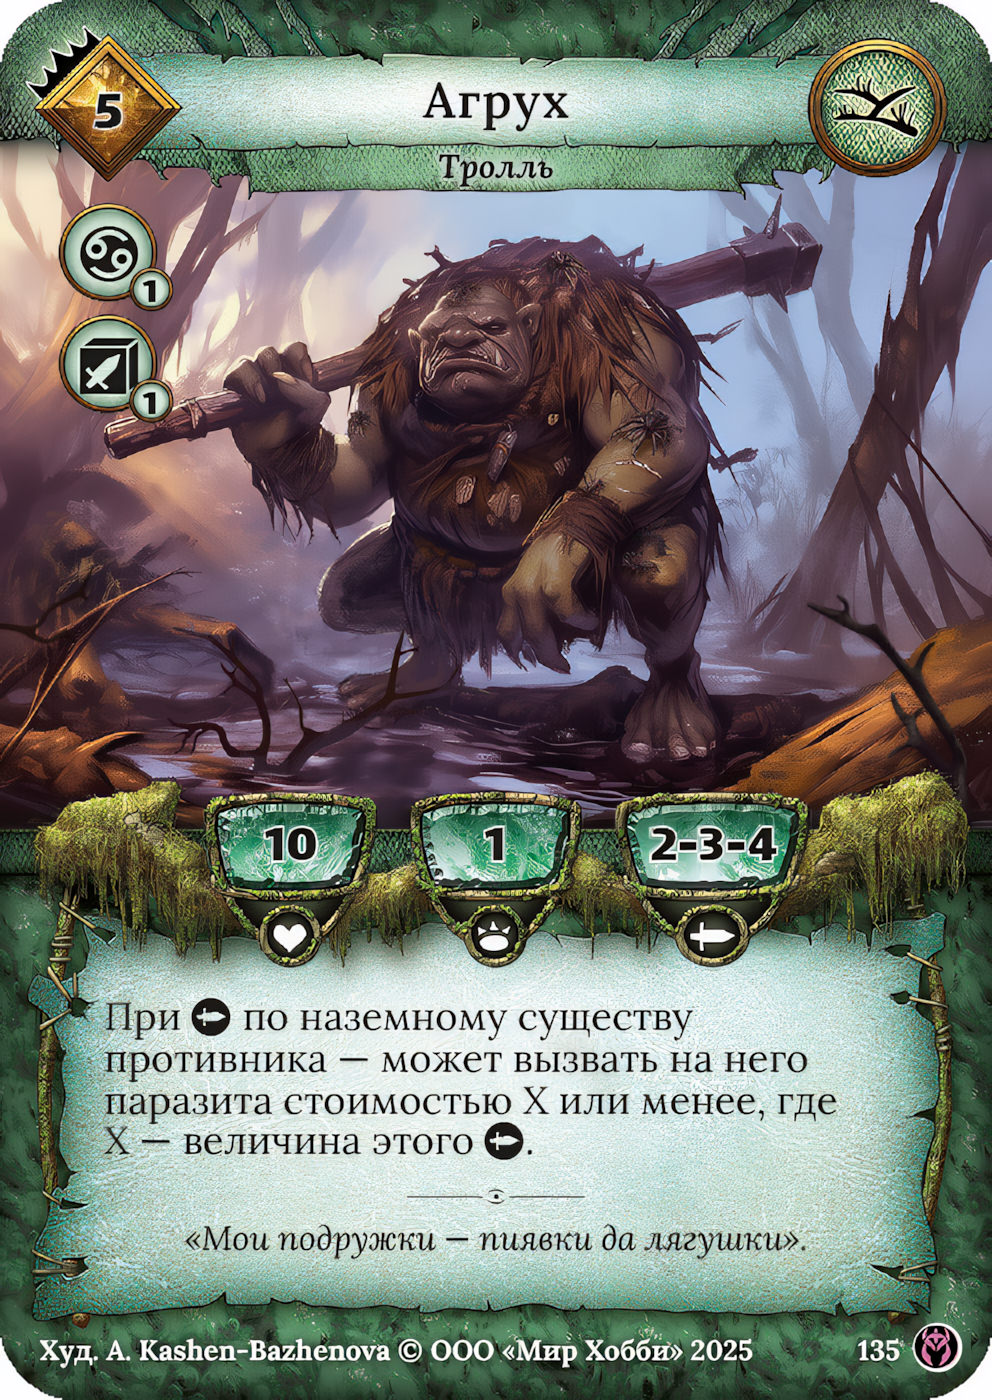 5
Агрух
Тролль
1
1
10
1
2-3-4
При по наземному существу
противника — может вызвать на него
паразита стоимостью X или менее, где
X — величина этого .
«Мои подружки — пиявки да лягушки».
Худ. А. Kashen-Bazhenova © ООО «Мир Хобби» 2025
135